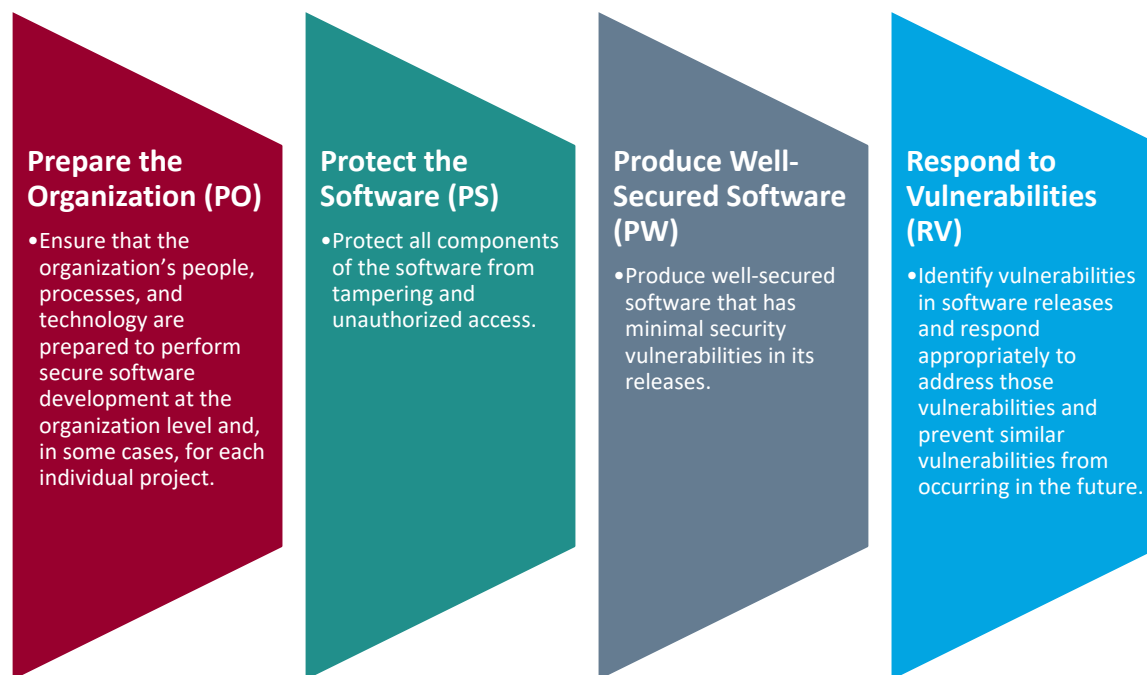 Prepare the
Organization (PO)
•Ensure that the
organization’s people,
processes, and
technology are
prepared to perform
secure software
development at the
organization level and,
in some cases, for each
individual project.
Protect the
Software (PS)
•Protect all components
of the software from
tampering and
unauthorized access.
Produce Well-
Secured Software
(PW)
•Produce well-secured
software that has
minimal security
vulnerabilities in its
releases.
Respond to
Vulnerabilities
(RV)
•Identify vulnerabilities
in software releases
and respond
appropriately to
address those
vulnerabilities and
prevent similar
vulnerabilities from
occurring in the future.